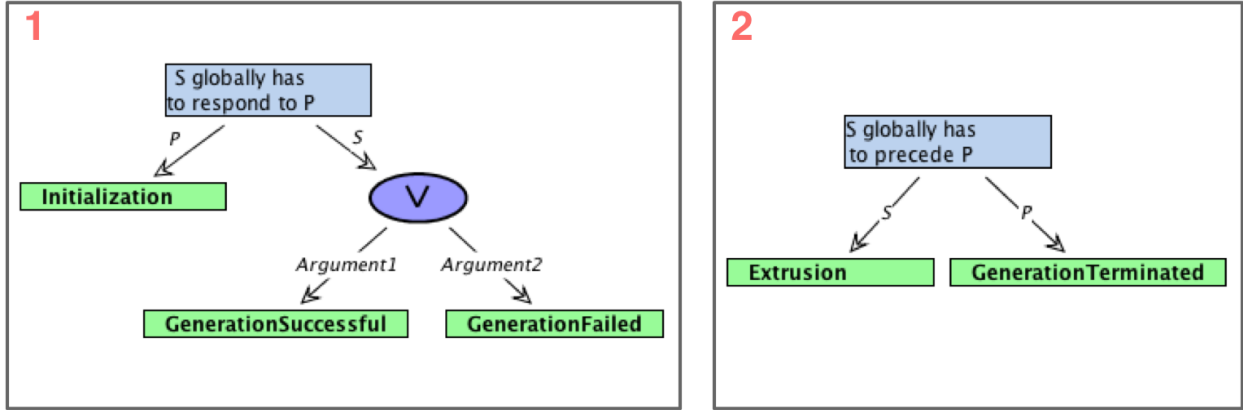 1
S globally has
to respond to P
P
S
Initialization
V
Argument1
Argument2
GenerationSuccessful
GenerationFailed
2
S globally has
to precede P
S
P
Extrusion
GenerationTerminated